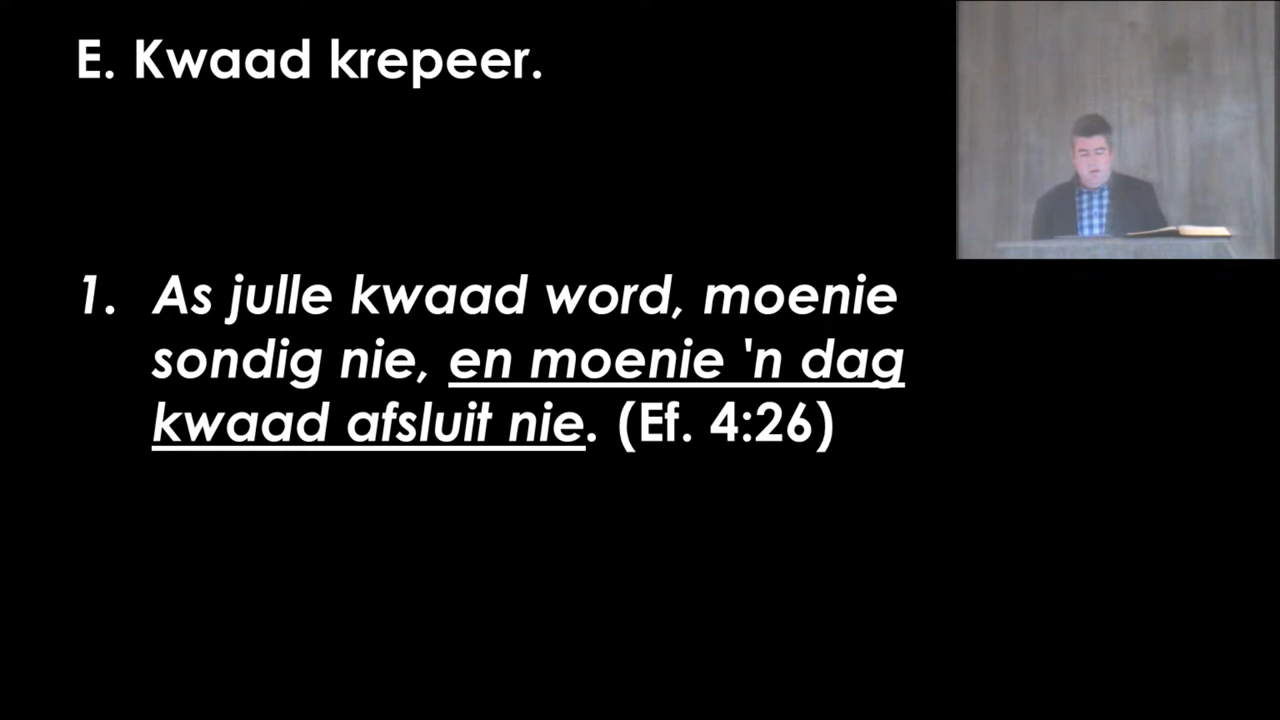 E. Kwaad krepeer.
1. As julle kwaad word, moenie
sondig nie, en moenie 'n dag
kwaad afsluit nie. (Ef. 4:26)